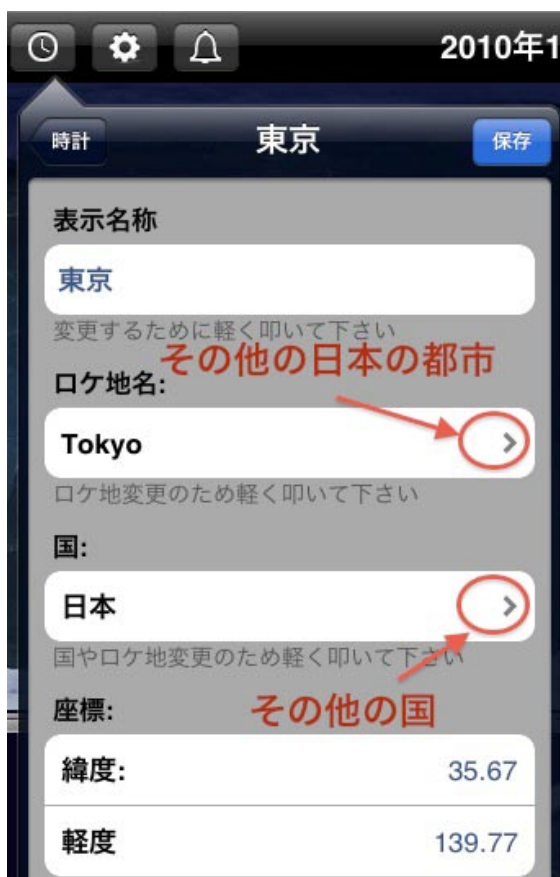 2010年1
時計
東京
保存
表示名称
東京
変更するために軽く叩いて下さい
その他の日本の都市
ロケ地名:
Tokyo
ロケ地変更のため軽く叩いて下さい
国:
日本
国やロケ地変更のため軽く叩いて下さい
その他の国
座標:
緯度: 35.67
軽度 139.77